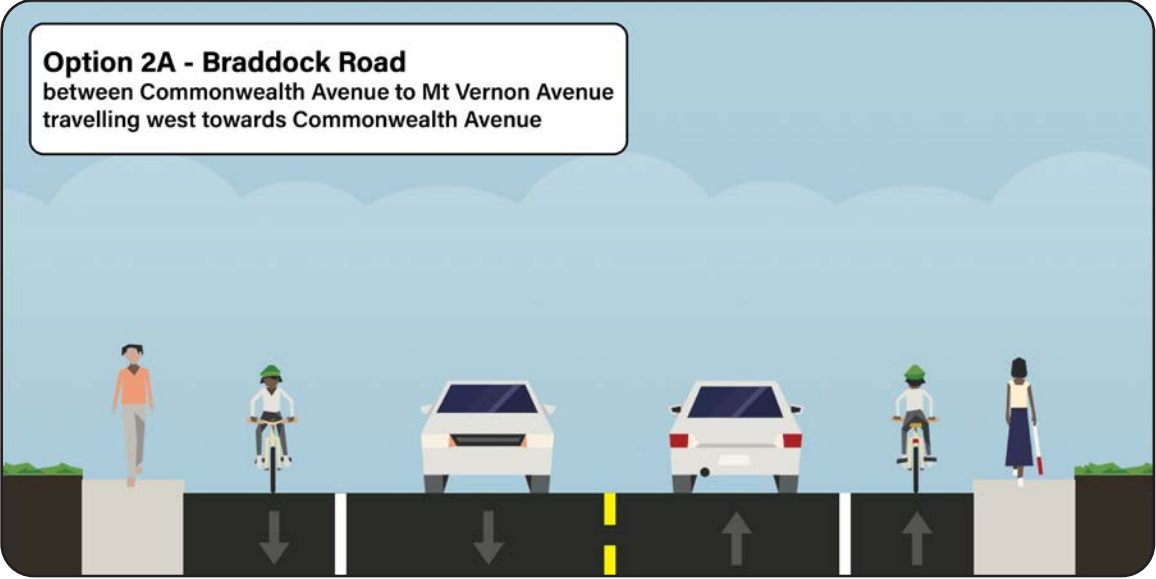 Option 2A - Braddock Road
between Commonwealth Avenue to Mt Vernon Avenue
travelling west towards Commonwealth Avenue